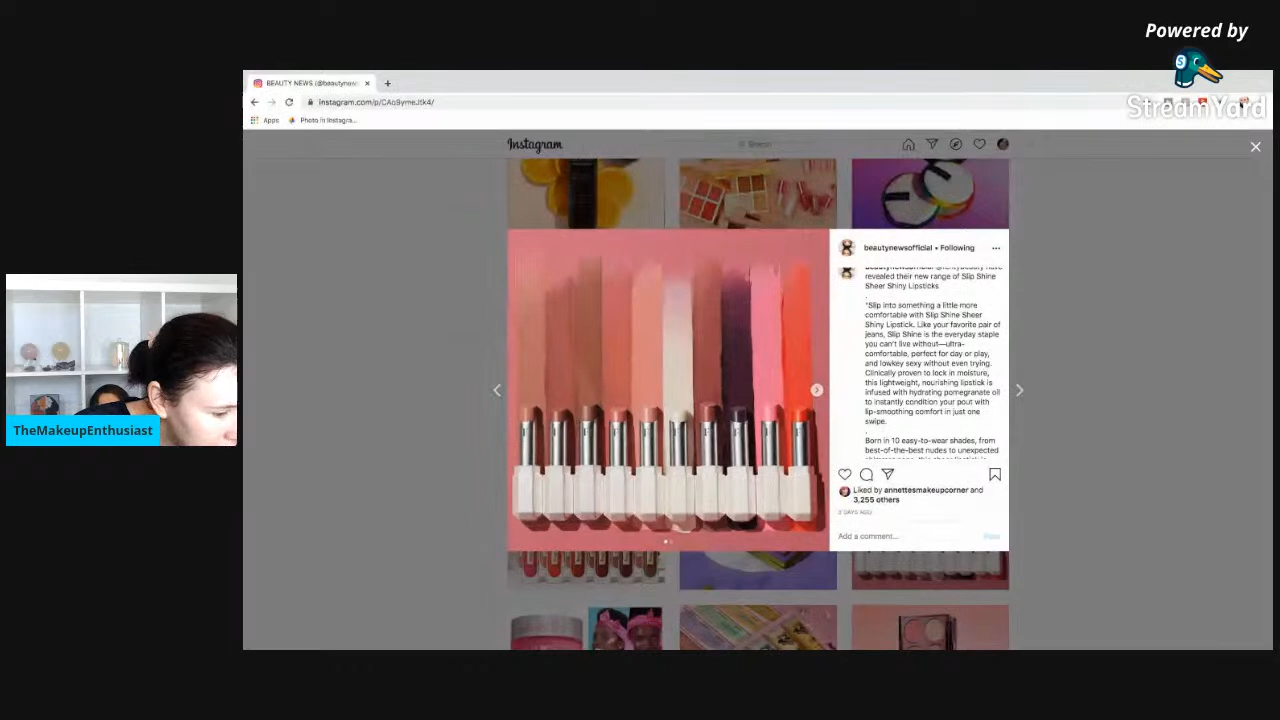 Powered by
StreamYard
BEAUTY NEWS (@beautynew
instagram.com/p/CAq9ymeJtk4/
Apps
Photo in Instagra...
Instagram
Search
beautynewsofficial • Following
revealed their new range of Slip Shine
Sheer Shiny Lipsticks
.
"Slip into something a little more
comfortable with Slip Shine Sheer
Shiny Lipstick. Like your favorite pair of
jeans, Slip Shine is the everyday staple
you can't live without—ultra-
comfortable, perfect for day or play,
and lowkey sexy without even trying.
Clinically proven to lock in moisture,
this lightweight, nourishing lipstick is
infused with hydrating pomegranate oil
to instantly condition your pout with
lip-smoothing comfort in just one
swipe.
.
Born in 10 easy-to-wear shades, from
best-of-the-best nudes to unexpected
Liked by annettesmakeupcorner and
3,255 others
DAYS AGO
Add a comment...
Post
TheMakeupEnthusiast